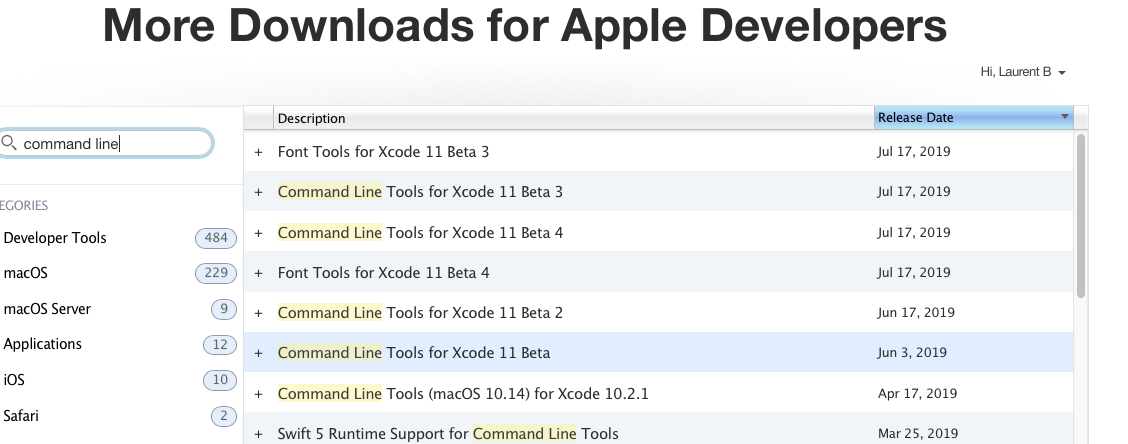 More Downloads for Apple Developers
Hi, Laurent B
command line
Description Release Date
+ Font Tools for Xcode 11 Beta 3 Jul 17, 2019
+ Command Line Tools for Xcode 11 Beta 3 Jul 17, 2019
+ Command Line Tools for Xcode 11 Beta 4 Jul 17, 2019
+ Font Tools for Xcode 11 Beta 4 Jul 17, 2019
+ Command Line Tools for Xcode 11 Beta 2 Jun 17, 2019
+ Command Line Tools for Xcode 11 Beta Jun 3, 2019
+ Command Line Tools (macOS 10.14) for Xcode 10.2.1 Apr 17, 2019
+ Swift 5 Runtime Support for Command Line Tools Mar 25, 2019
EGORIES
Developer Tools 484
macOS 229
macOS Server 9
Applications 12
iOS 10
Safari 2